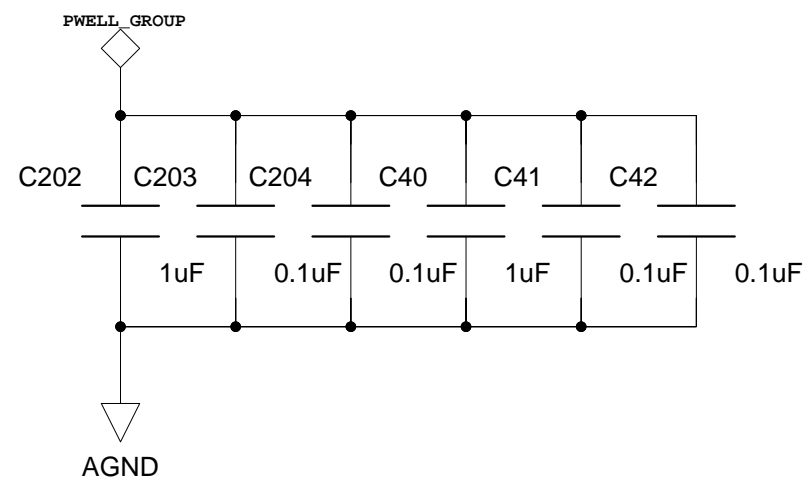 PWELL_GROUP
C202 C203 C204 C40 C41 C42
1uF 0.1uF 0.1uF 1uF 0.1uF 0.1uF
AGND